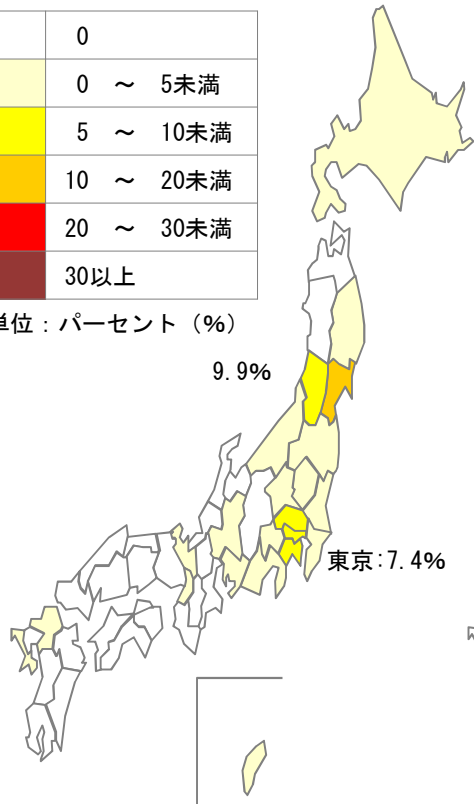 0
0 ～ 5未満
5 ～ 10未満
10 ～ 20未満
20 ～ 30未満
30以上
単位：パーセント（%）
9.9%
東京:7.4%